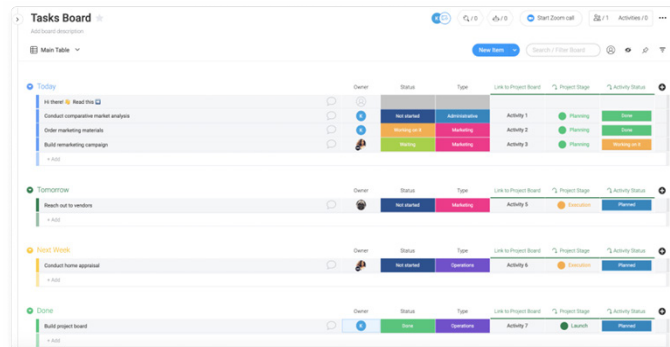 Tasks Board
Add board description
K
/ 0
/ 0
Start Zoom call
/ 1
Activities / 0
Main Table
New Item
Search / Filter Board
Today
Owner
Status
Type
Link to Project Board
Project Stage
Activity Status
Hi there! 👋 Read this ➡️
Conduct comparative market analysis
K
Not started
Administrative
Activity 1
Planning
Done
Order marketing materials
K
Working on it
Marketing
Activity 2
Planning
Done
Build remarketing campaign
Waiting
Marketing
Activity 3
Planning
Working on it
+ Add
Tomorrow
Owner
Status
Type
Link to Project Board
Project Stage
Activity Status
Reach out to vendors
Not started
Marketing
Activity 5
Execution
Planned
+ Add
Next Week
Owner
Status
Type
Link to Project Board
Project Stage
Activity Status
Conduct home appraisal
Not started
Operations
Activity 6
Execution
Planned
+ Add
Done
Owner
Status
Type
Link to Project Board
Project Stage
Activity Status
Build project board
K
Done
Operations
Activity 7
Launch
Planned
+ Add